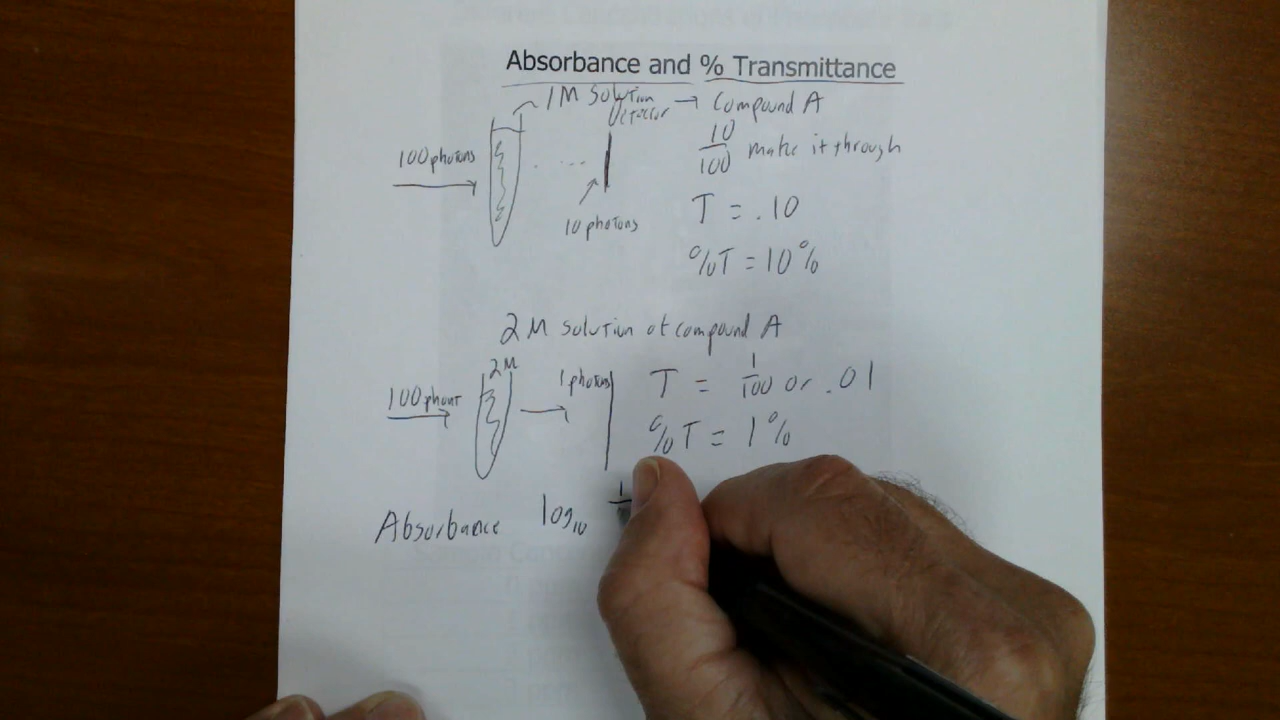 Absorbance and % Transmittance
1M Solution → Compound A
Detector
100 photons
10/100 make it through
10 photons
T = .10
%T = 10%
2M solution of compound A
2M
100
1 photons
T = 1/100 or .01
%T = 1%
Absorbance log10 1